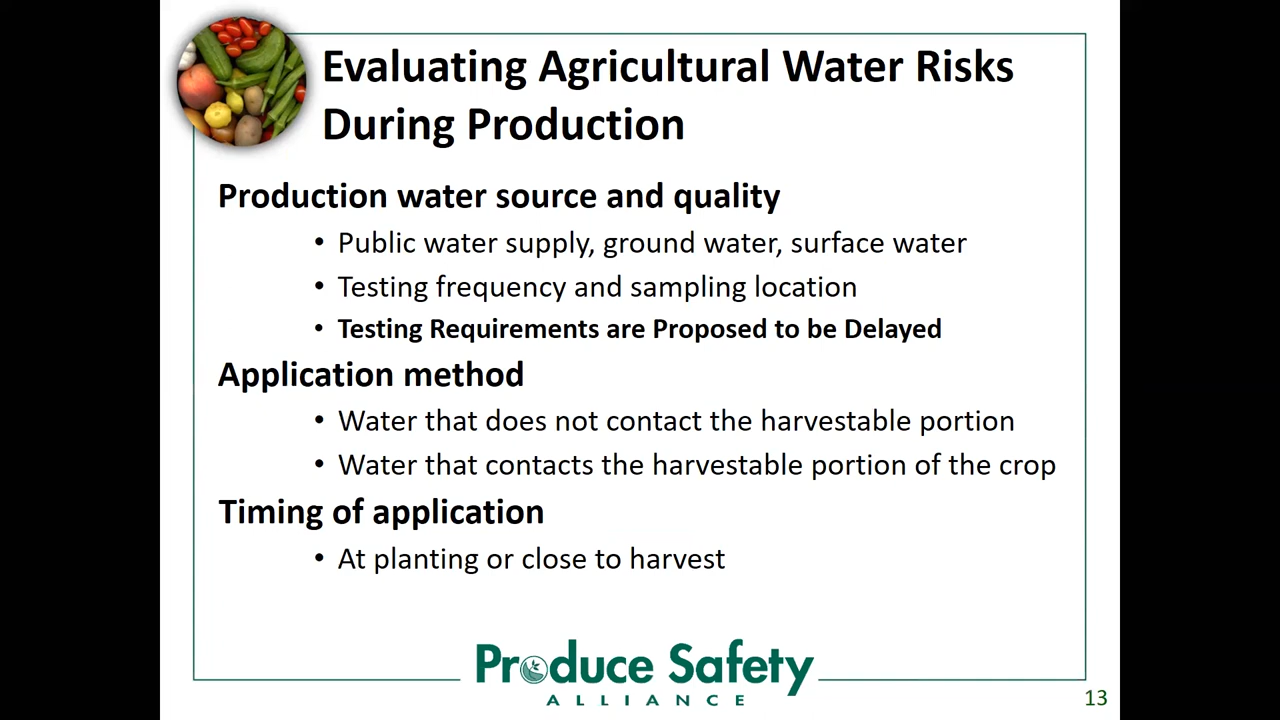 Evaluating Agricultural Water Risks
During Production
Production water source and quality
• Public water supply, ground water, surface water
• Testing frequency and sampling location
• Testing Requirements are Proposed to be Delayed
Application method
• Water that does not contact the harvestable portion
• Water that contacts the harvestable portion of the crop
Timing of application
• At planting or close to harvest
Produce Safety
ALLIANCE
13